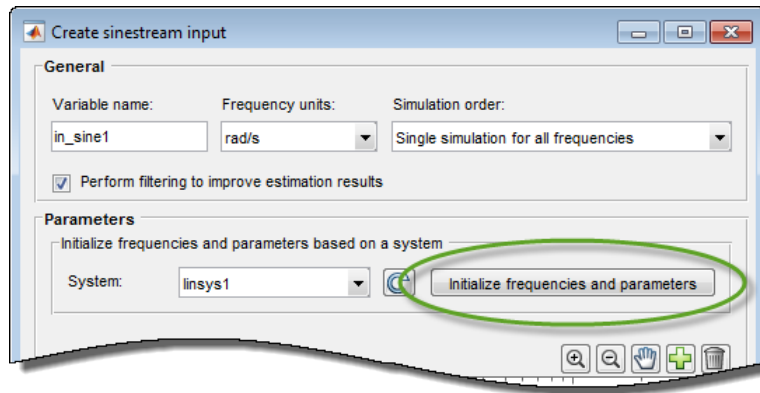 Create sinestream input
General
Variable name: Frequency units: Simulation order:
in_sine1 rad/s Single simulation for all frequencies
Perform filtering to improve estimation results
Parameters
Initialize frequencies and parameters based on a system
System: linsys1 Initialize frequencies and parameters